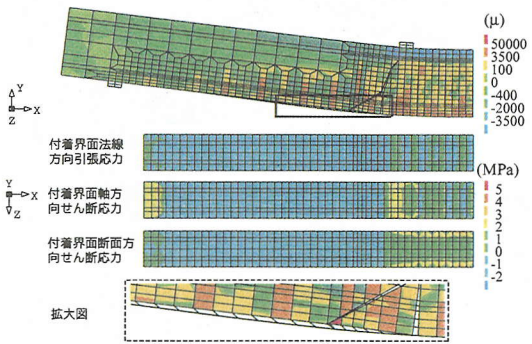 (μ)
50000
3500
100
0
-400
-2000
-3500
Y
X
Z
付着界面法線
方向引張応力
(MPa)
Y
X
Z
付着界面軸方
向せん断応力
5
4
3
2
1
0
-1
-2
付着界面断面方
向せん断応力
拡大図